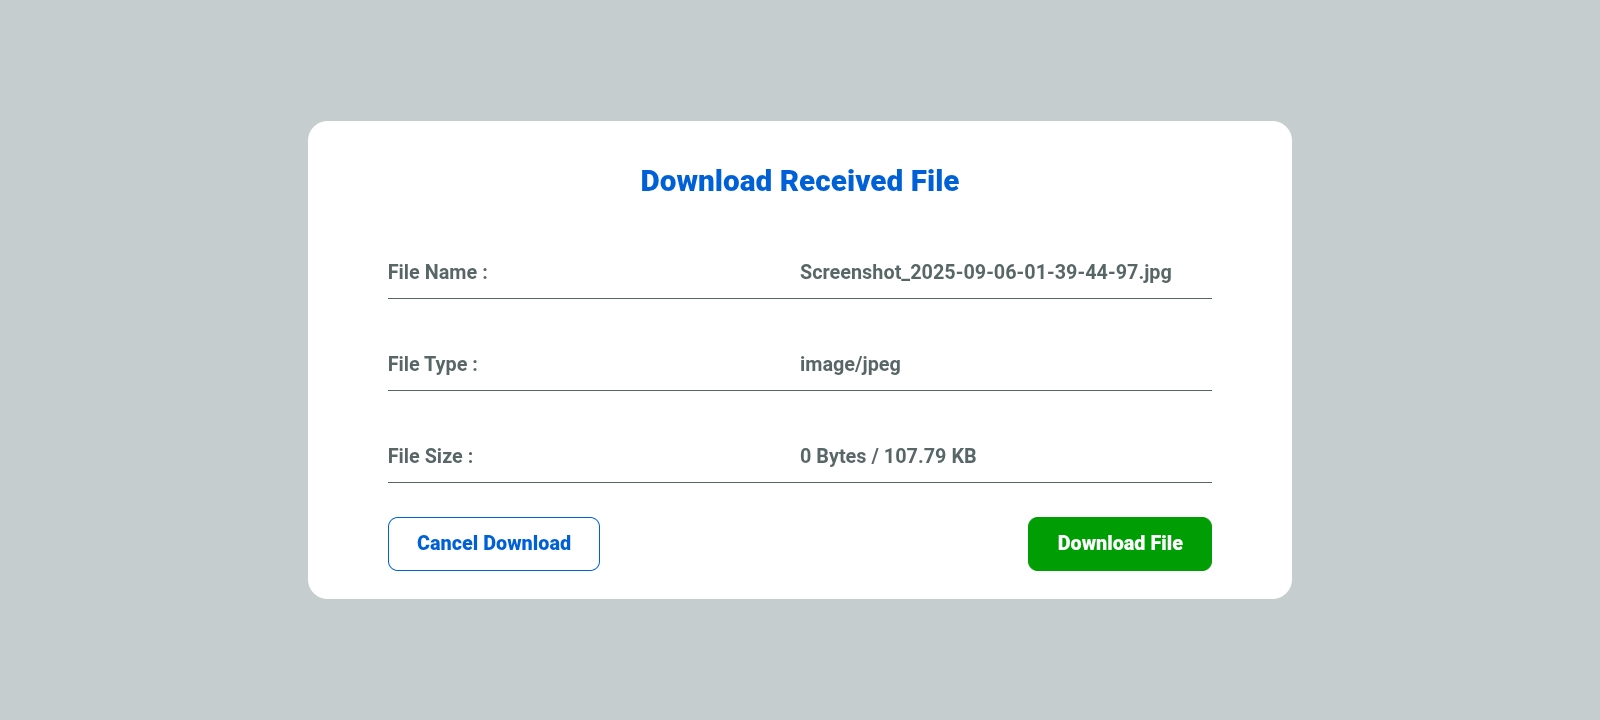 Download Received File
File Name : Screenshot_2025-09-06-01-39-44-97.jpg
File Type : image/jpeg
File Size : 0 Bytes / 107.79 KB
Cancel Download Download File